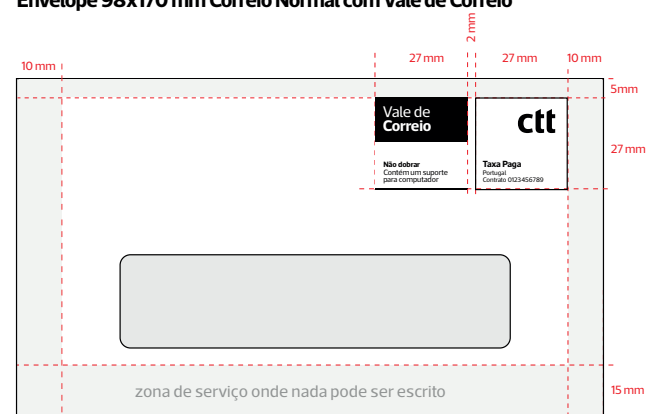 Envelope 98x170 mm Correio Normal com Vale de Correio
2 mm
10 mm
27 mm
27 mm
10 mm
5mm
Vale de
Correio
ctt
27 mm
Não dobrar
Contém um suporte
para computador
Taxa Paga
Portugal
Contrato 0123456789
zona de serviço onde nada pode ser escrito
15 mm